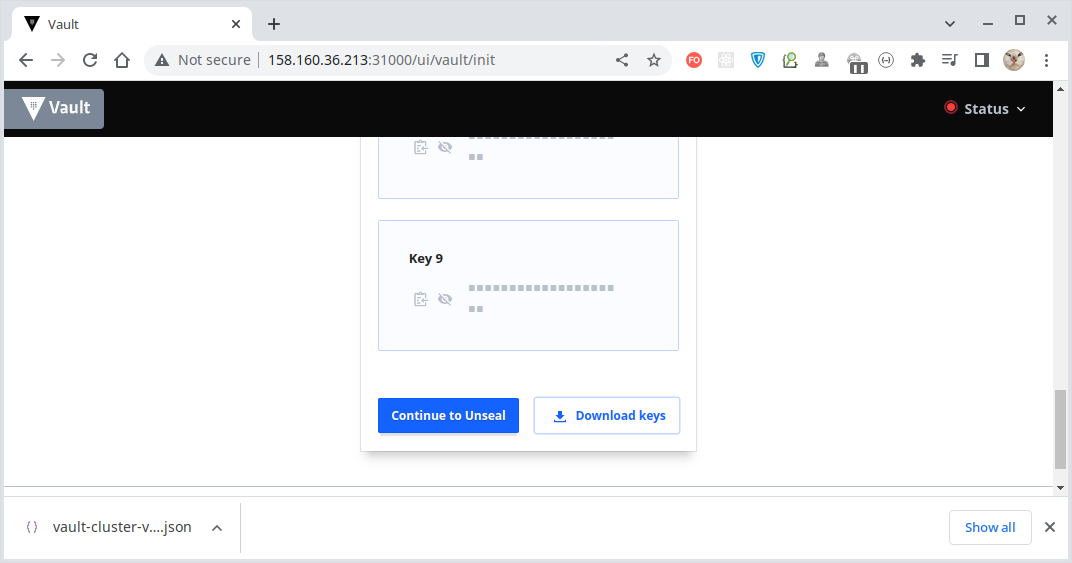 Vault
Not secure
158.160.36.213:31000/ui/vault/init
FO
Vault
Status
Key 9
Continue to Unseal
Download keys
vault-cluster-v....json
Show all